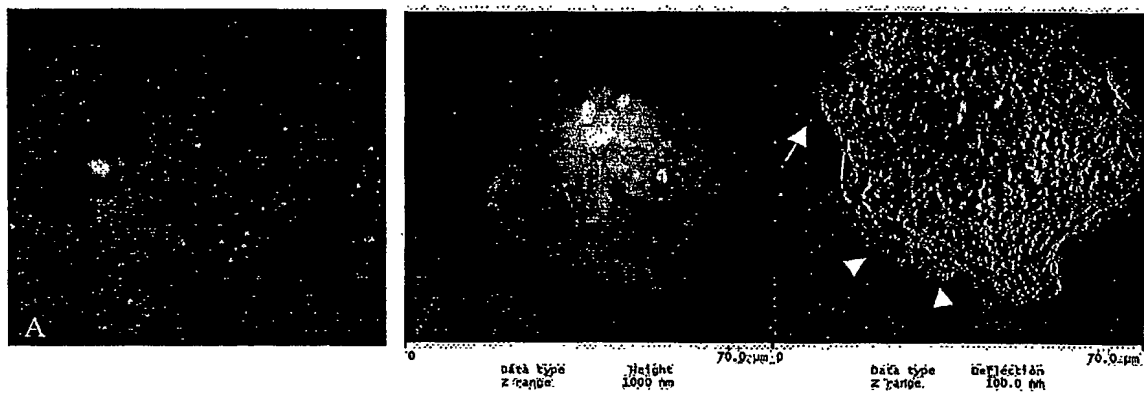 A
0 70.0 μm 0 70.0 μm
Data type Height Data type Deflection
Z range 1000 nm Z range 100.0 nm